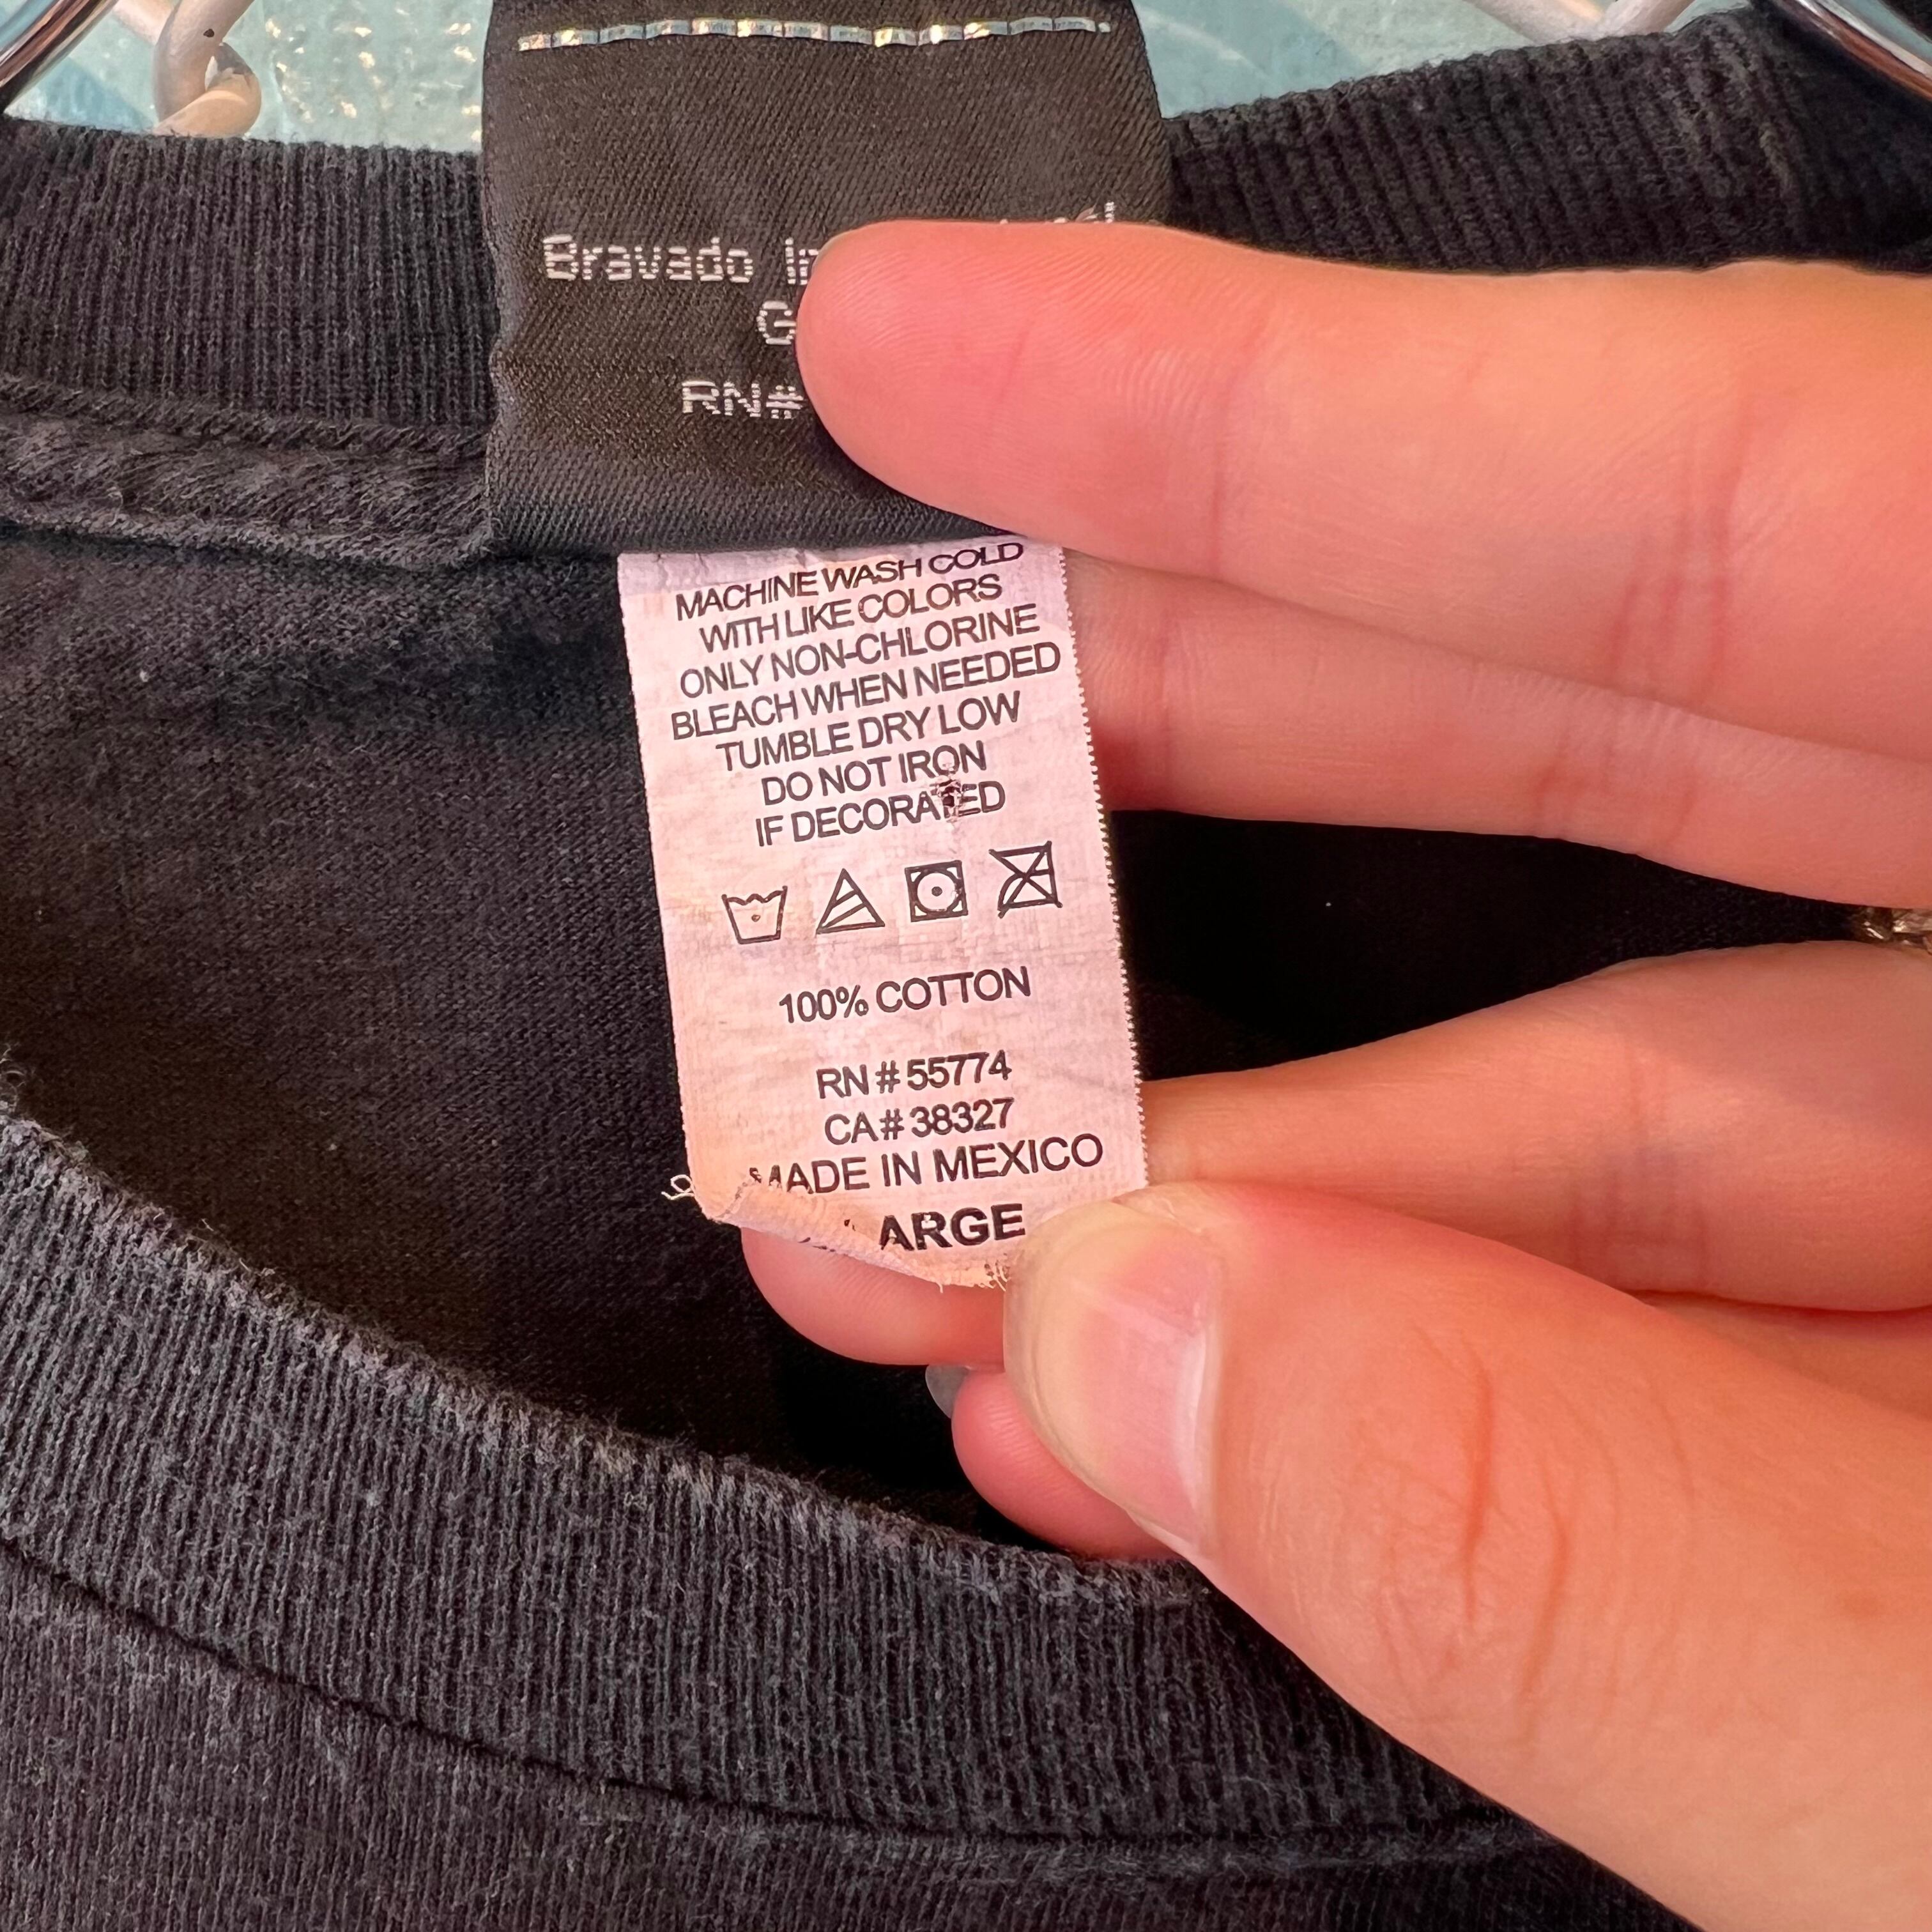 Bravado
RN#
MACHINE WASH COLD
WITH LIKE COLORS
ONLY NON-CHLORINE
BLEACH WHEN NEEDED
TUMBLE DRY LOW
DO NOT IRON
IF DECORATED
100% COTTON
RN # 55774
CA# 38327
MADE IN MEXICO
ARGE